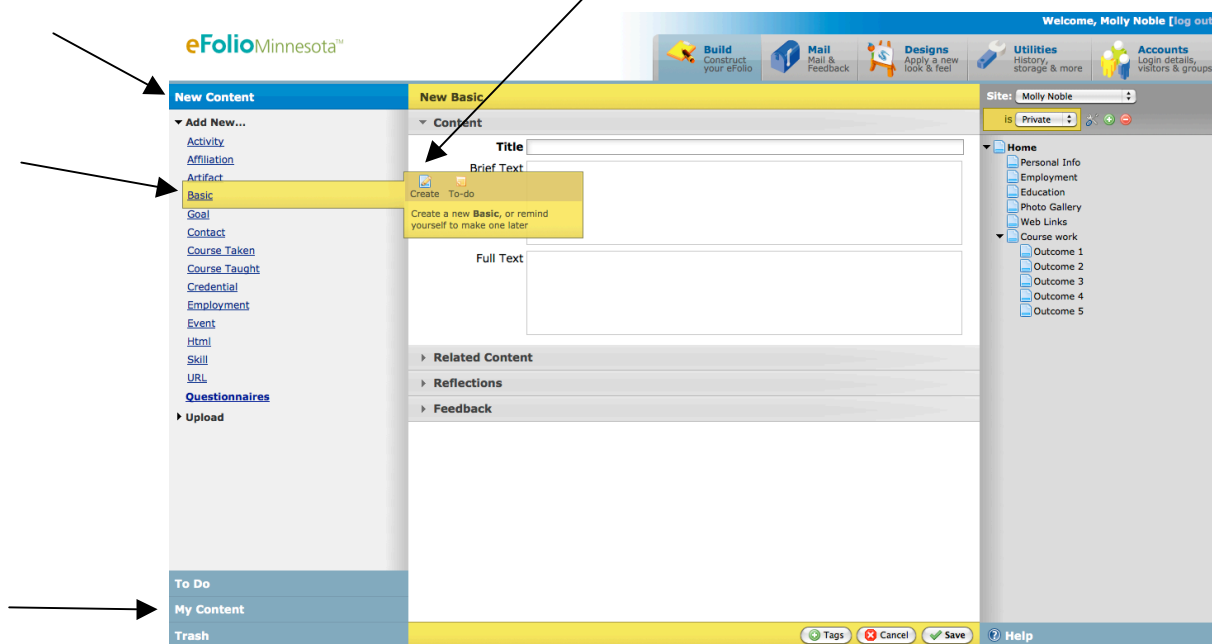 Welcome, Molly Noble [log out
eFolioMinnesota™
Build
Construct
your eFolio
Mail
Mail &
Feedback
Designs
Apply a new
look & feel
Utilities
History,
storage & more
Accounts
Login details,
visitors & groups
New Content
Add New...
Activity
Affiliation
Artifact
Basic
Goal
Contact
Course Taken
Course Taught
Credential
Employment
Event
Html
Skill
URL
Questionnaires
Upload
To Do
My Content
Trash
New Basic
Content
Title
Brief Text
Create To-do
Create a new Basic, or remind
yourself to make one later
Full Text
Related Content
Reflections
Feedback
Tags Cancel Save
Site: Molly Noble
is Private
Home
Personal Info
Employment
Education
Photo Gallery
Web Links
Course work
Outcome 1
Outcome 2
Outcome 3
Outcome 4
Outcome 5
? Help